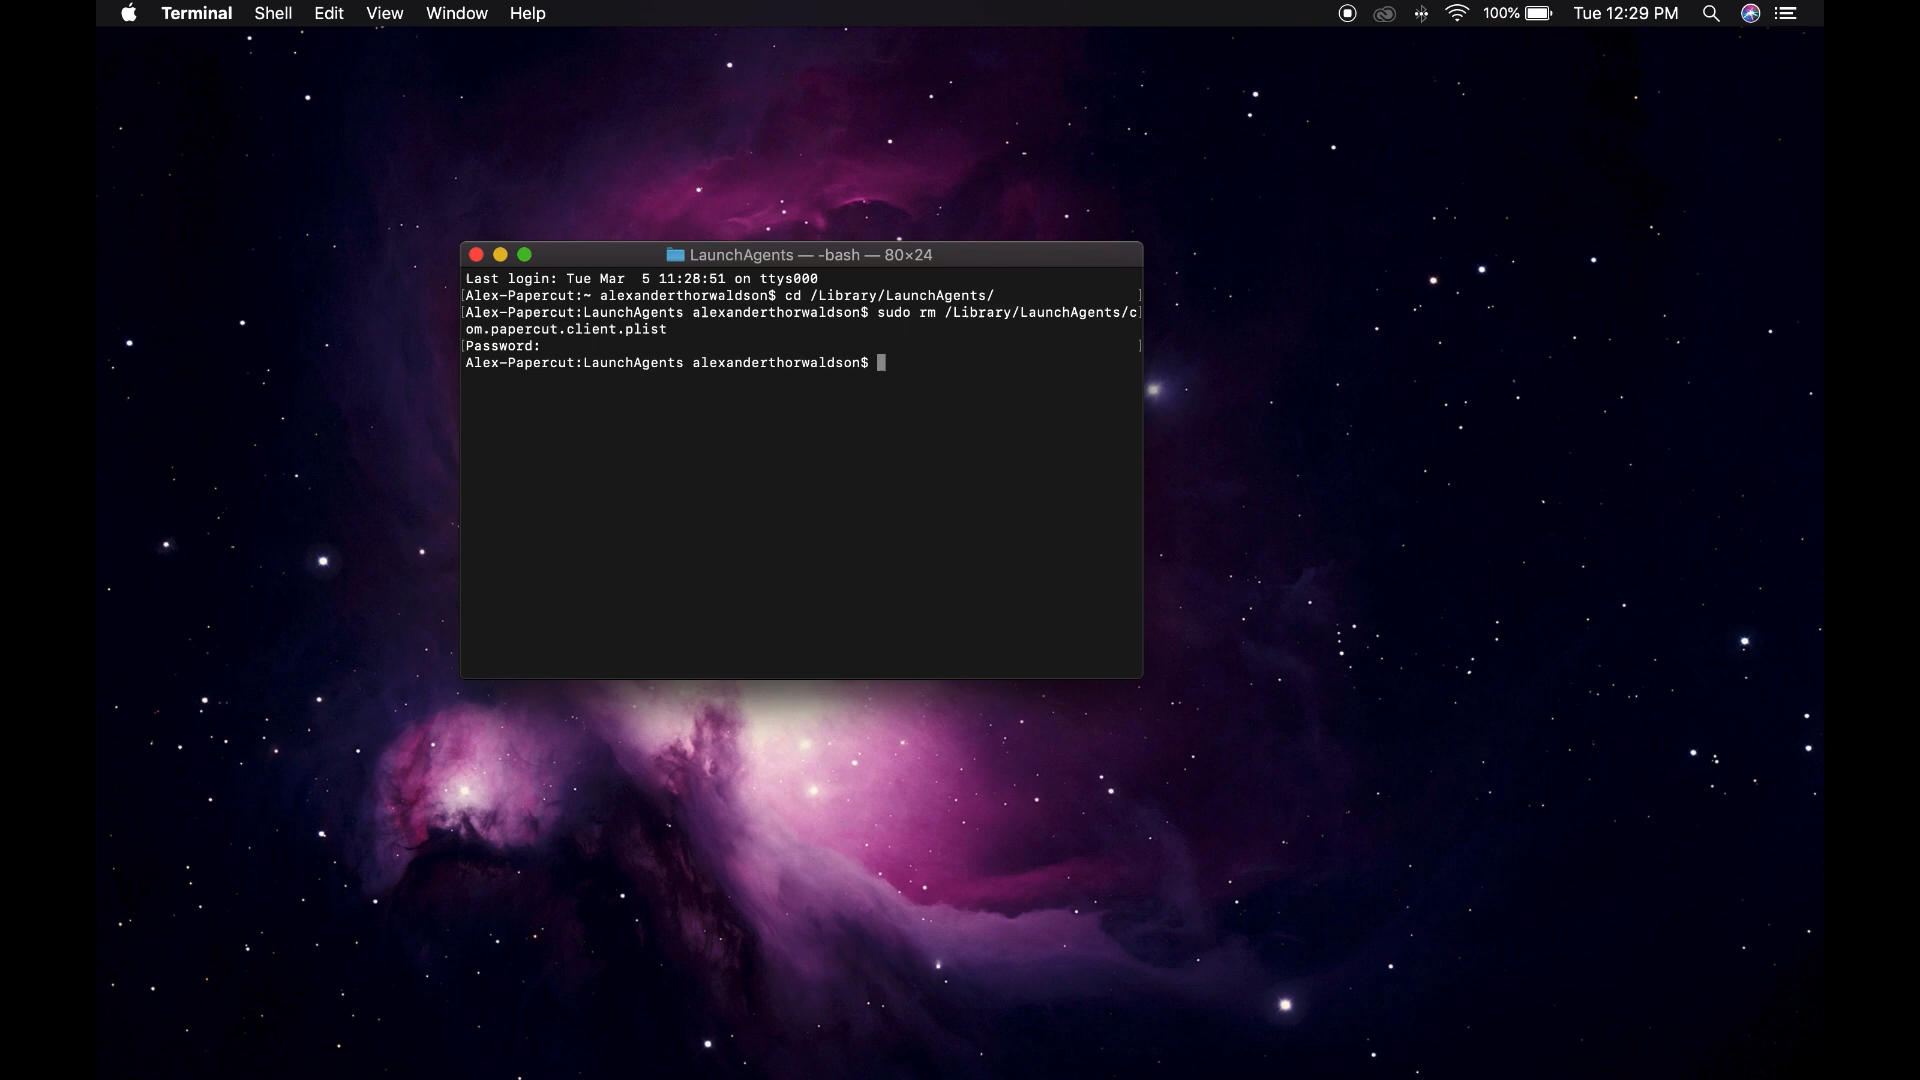 Terminal Shell Edit View Window Help 100% Tue 12:29 PM
LaunchAgents — -bash — 80×24
Last login: Tue Mar  5 11:28:51 on ttys000
[Alex-Papercut:~ alexanderthorwaldson$ cd /Library/LaunchAgents/ ]
[Alex-Papercut:LaunchAgents alexanderthorwaldson$ sudo rm /Library/LaunchAgents/c]
om.papercut.client.plist
[Password: ]
Alex-Papercut:LaunchAgents alexanderthorwaldson$